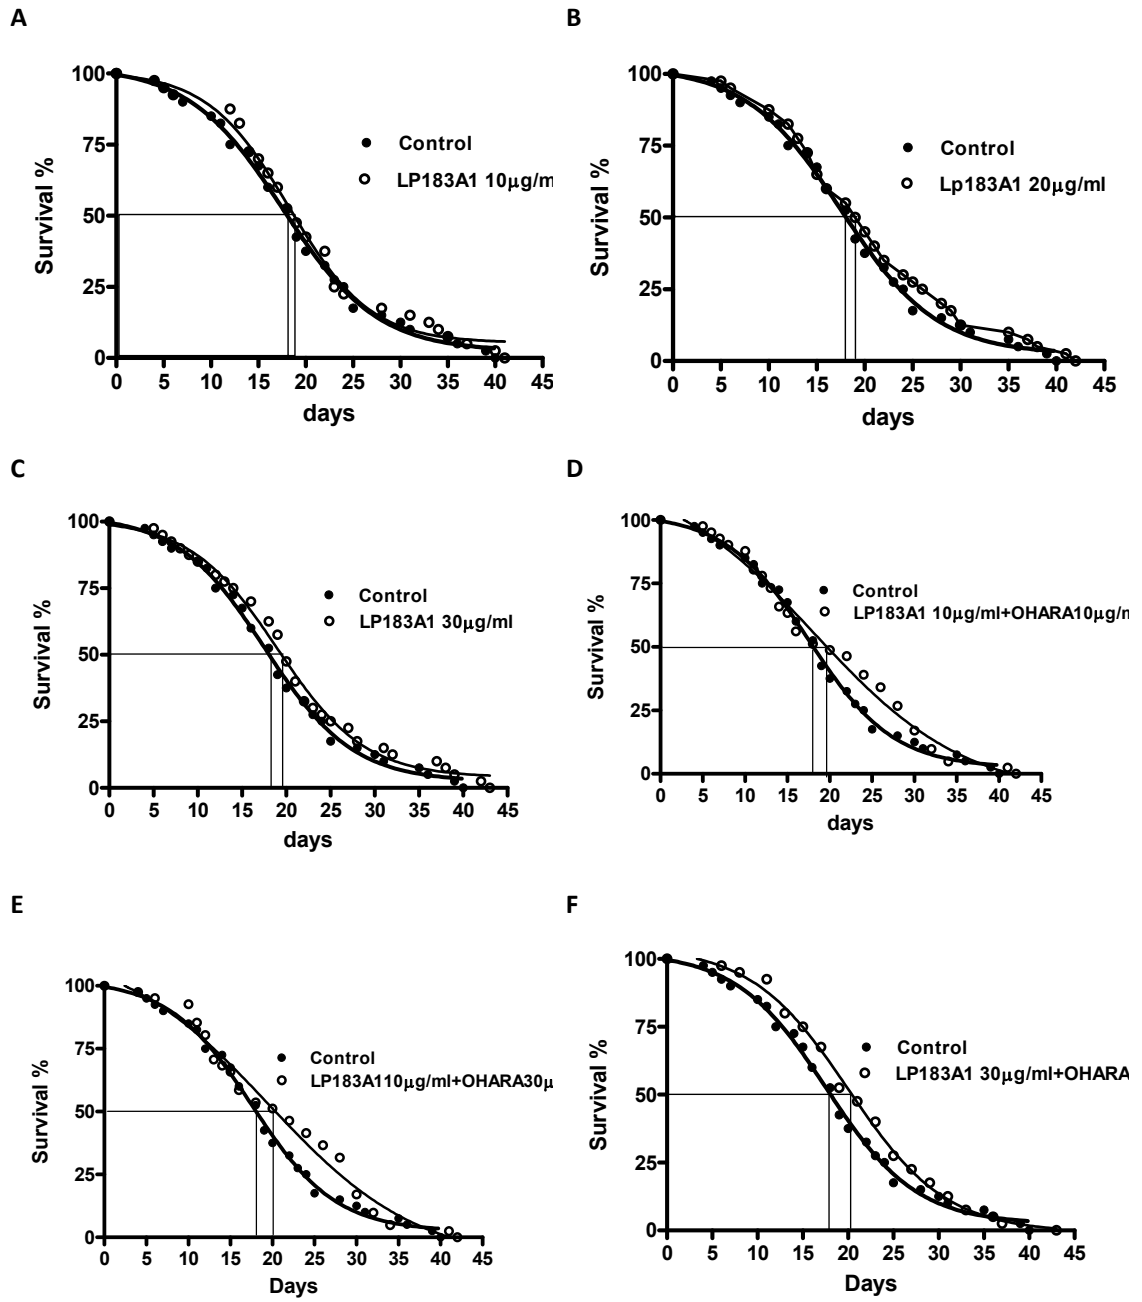 A
Survival %
100
75
50
25
0
Control
LP183A1 10µg/m
0 5 10 15 20 25 30 35 40 45
days
B
Survival %
100
75
50
25
0
Control
Lp183A1 20µg/ml
0 5 10 15 20 25 30 35 40 45
days
C
Survival %
100
75
50
25
0
Control
LP183A1 30µg/ml
0 5 10 15 20 25 30 35 40 45
days
D
Survival %
100
75
50
25
0
Control
LP183A1 10µg/ml+OHARA10µg/m
0 5 10 15 20 25 30 35 40 45
days
E
Survival %
100
75
50
25
0
Control
LP183A110µg/ml+OHARA30µ
0 5 10 15 20 25 30 35 40 45
Days
F
Survival %
100
75
50
25
0
Control
LP183A1 30µg/ml+OHARA
0 5 10 15 20 25 30 35 40 45
Days